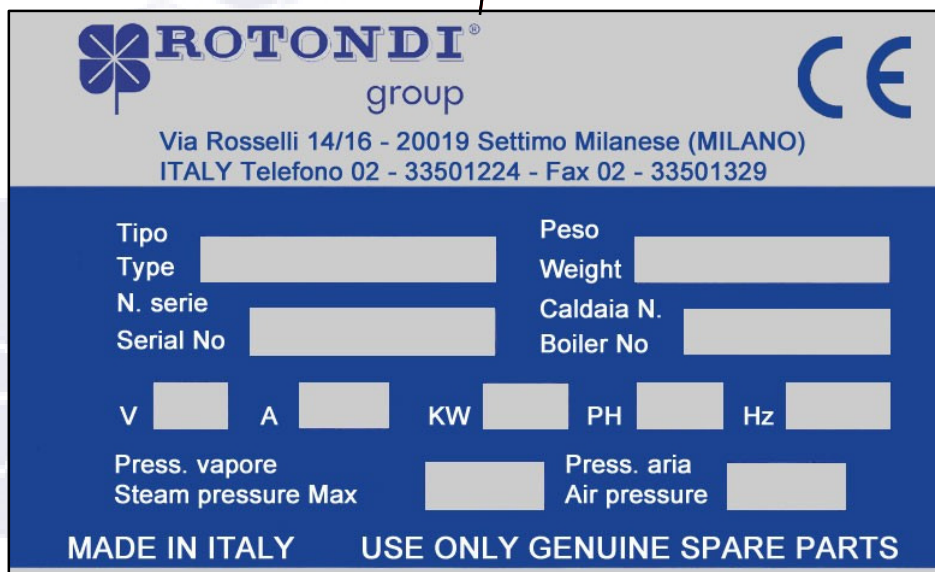 ROTONDI®
group
CE
Via Rosselli 14/16 - 20019 Settimo Milanese (MILANO)
ITALY Telefono 02 - 33501224 - Fax 02 - 33501329
Tipo
Type
Peso
Weight
N. serie
Serial No
Caldaia N.
Boiler No
V A KW PH Hz
Press. vapore
Steam pressure Max
Press. aria
Air pressure
MADE IN ITALY USE ONLY GENUINE SPARE PARTS